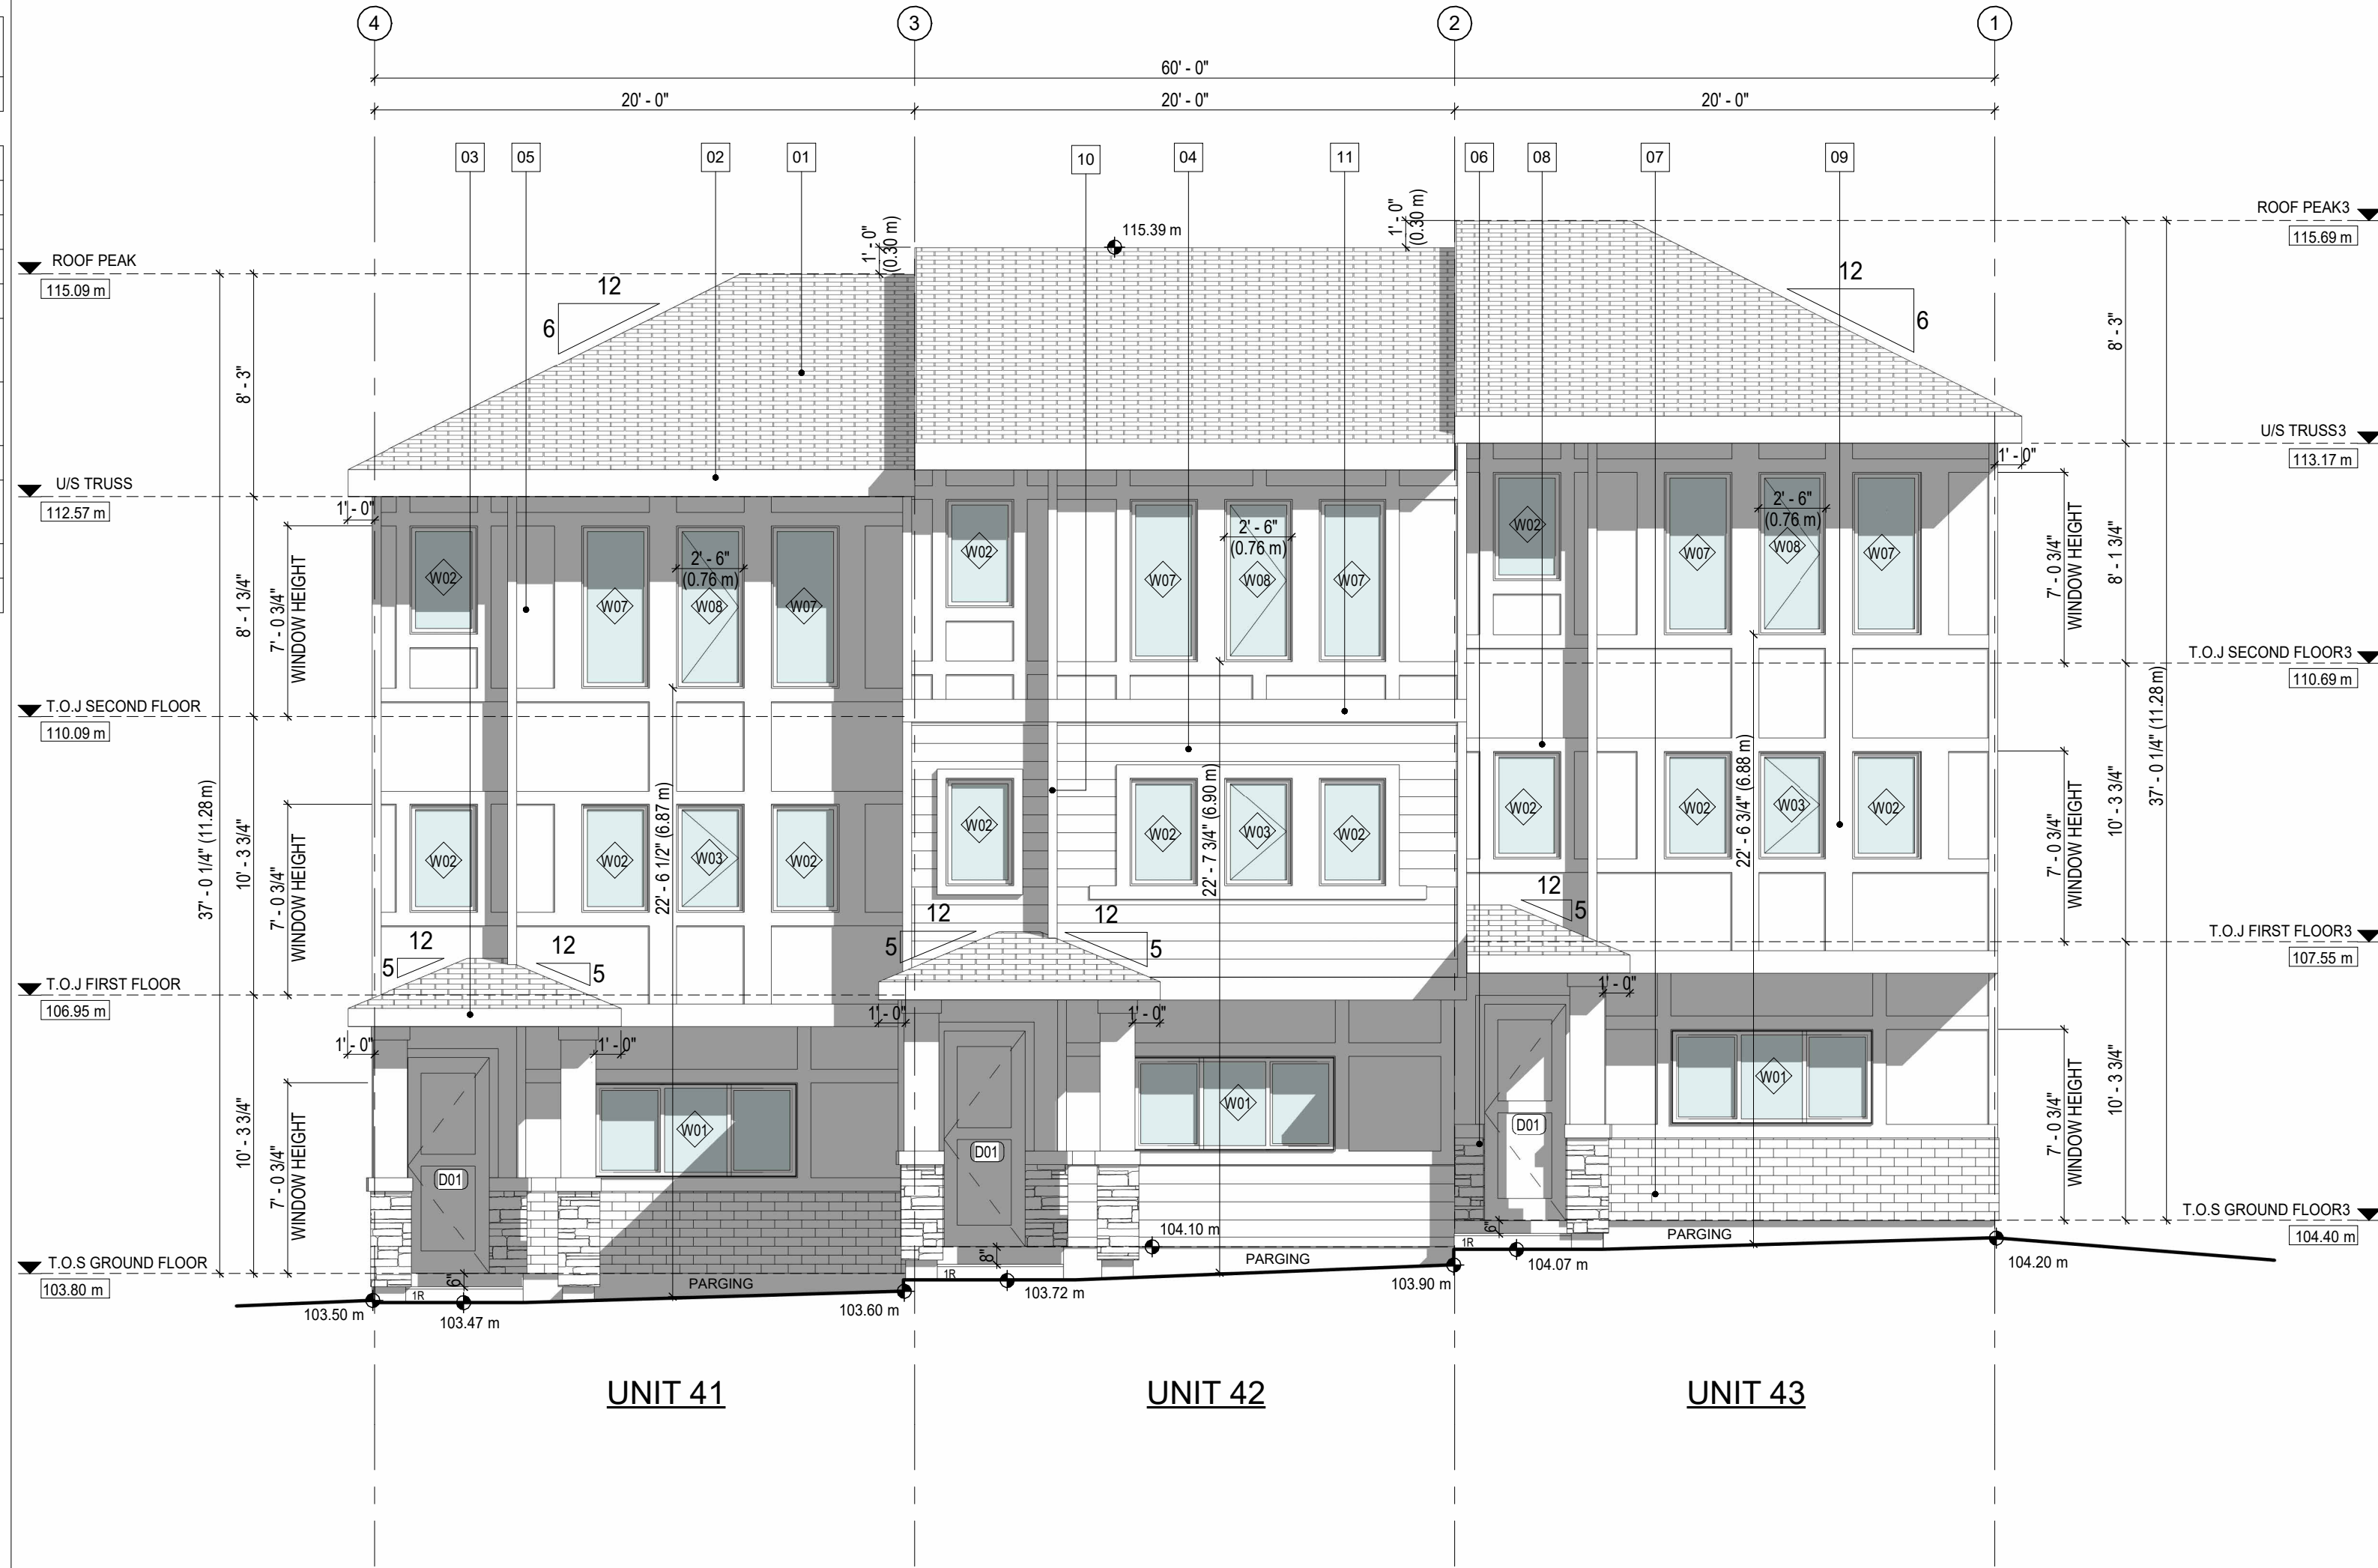 4 3 2 1
60' - 0"
20' - 0" 20' - 0" 20' - 0"
03 05 02 01 10 04 11 06 08 07 09
1' - 0"
(0.30 m)
115.39 m
1' - 0"
(0.30 m)
ROOF PEAK3
115.69 m
ROOF PEAK
115.09 m
12
6
12
6
8' - 3"
8' - 3"
U/S TRUSS3
113.17 m
1' - 0"
U/S TRUSS
112.57 m
1' - 0"
W02 W07 W08 W07
2' - 6"
(0.76 m)
W02 W07 W08 W07
2' - 6"
(0.76 m)
W02 W07 W08 W07
2' - 6"
(0.76 m)
8' - 1 3/4"
7' - 0 3/4"
WINDOW HEIGHT
7' - 0 3/4"
WINDOW HEIGHT
8' - 1 3/4"
T.O.J SECOND FLOOR3
110.69 m
T.O.J SECOND FLOOR
110.09 m
W02 W02 W03 W02
W02 W02 W03 W02
W02 W02 W03 W02
37' - 0 1/4" (11.28 m)
10' - 3 3/4"
7' - 0 3/4"
WINDOW HEIGHT
22' - 6 1/2" (6.87 m)
22' - 7 3/4" (6.90 m)
22' - 6 3/4" (6.88 m)
7' - 0 3/4"
WINDOW HEIGHT
10' - 3 3/4"
37' - 0 1/4" (11.28 m)
12
5
12
5
12
5
12
5
12
5
T.O.J FIRST FLOOR3
107.55 m
T.O.J FIRST FLOOR
106.95 m
1' - 0" 1' - 0" 1' - 0" 1' - 0" 1' - 0"
D01 W01
D01 W01
D01 W01
10' - 3 3/4"
7' - 0 3/4"
WINDOW HEIGHT
7' - 0 3/4"
WINDOW HEIGHT
10' - 3 3/4"
T.O.S GROUND FLOOR3
104.40 m
T.O.S GROUND FLOOR
103.80 m
6" 8" 6"
1R 1R 1R
104.10 m
PARGING PARGING PARGING
103.50 m
103.47 m
103.60 m
103.72 m
103.90 m
104.07 m
104.20 m
UNIT 41 UNIT 42 UNIT 43